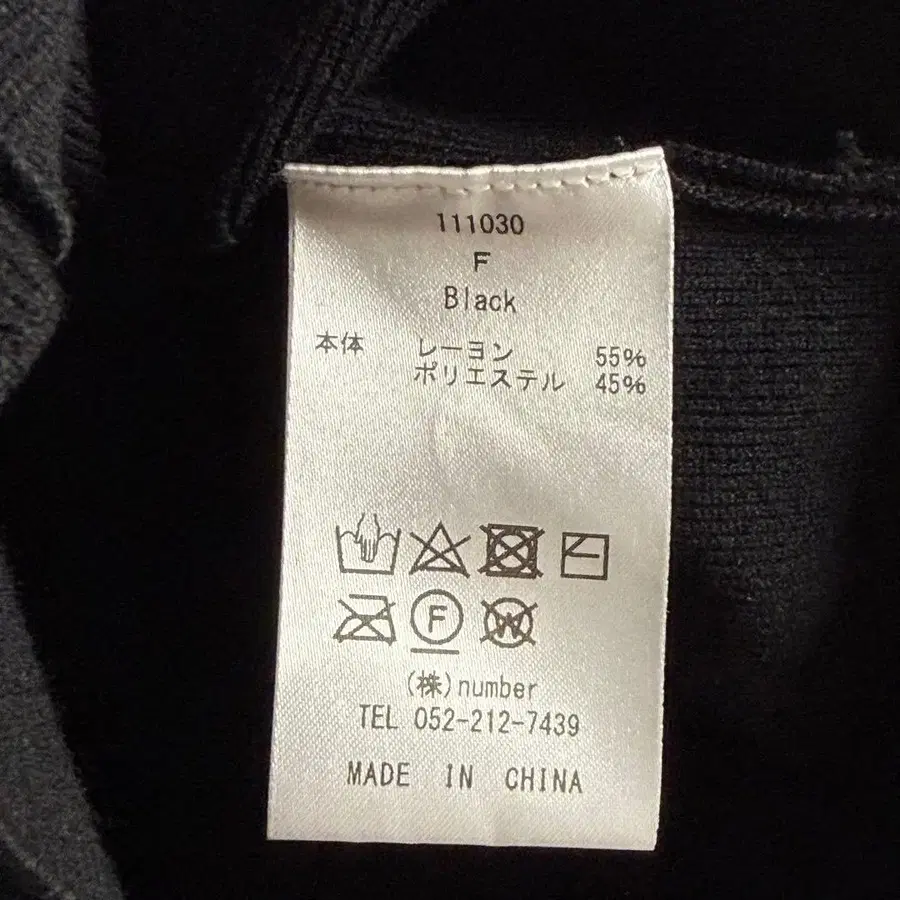 111030
F
Black
本体 レーヨン 55%
ポリエステル 45%
F
W
(株)number
TEL 052-212-7439
MADE IN CHINA